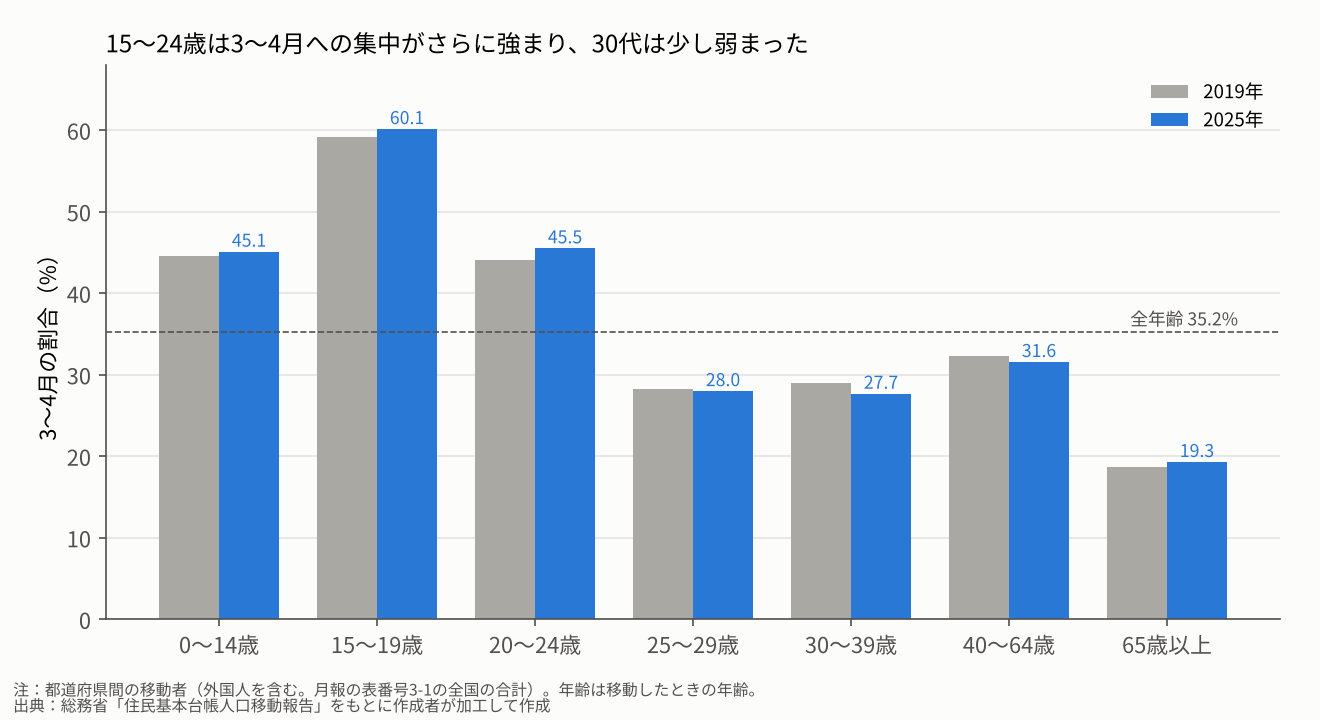 15〜24歳は3〜4月への集中がさらに強まり、30代は少し弱まった
2019年
2025年
3〜4月の割合（%）
60
50
40
30
20
10
0
45.1
60.1
45.5
28.0
27.7
31.6
19.3
全年齢 35.2%
0〜14歳
15〜19歳
20〜24歳
25〜29歳
30〜39歳
40〜64歳
65歳以上
注：都道府県間の移動者（外国人を含む。月報の表番号3-1の全国の合計）。年齢は移動したときの年齢。
出典：総務省「住民基本台帳人口移動報告」をもとに作成者が加工して作成